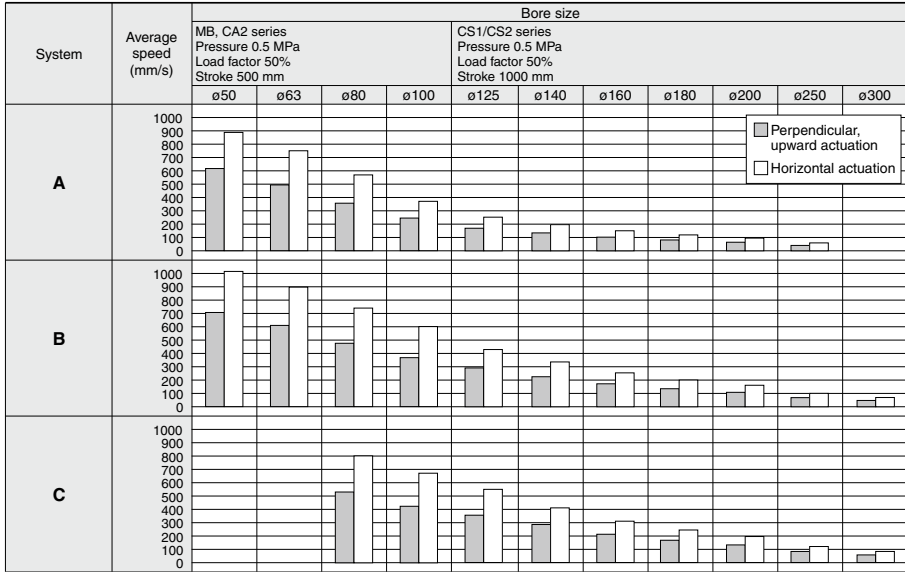 Bore size
System
Average
speed
(mm/s)
MB, CA2 series
Pressure 0.5 MPa
Load factor 50%
Stroke 500 mm
CS1/CS2 series
Pressure 0.5 MPa
Load factor 50%
Stroke 1000 mm
ø50 ø63 ø80 ø100 ø125 ø140 ø160 ø180 ø200 ø250 ø300
A
1000
900
800
700
600
500
400
300
200
100
0
Perpendicular,
upward actuation
Horizontal actuation
B
1000
900
800
700
600
500
400
300
200
100
0
C
1000
900
800
700
600
500
400
300
200
100
0